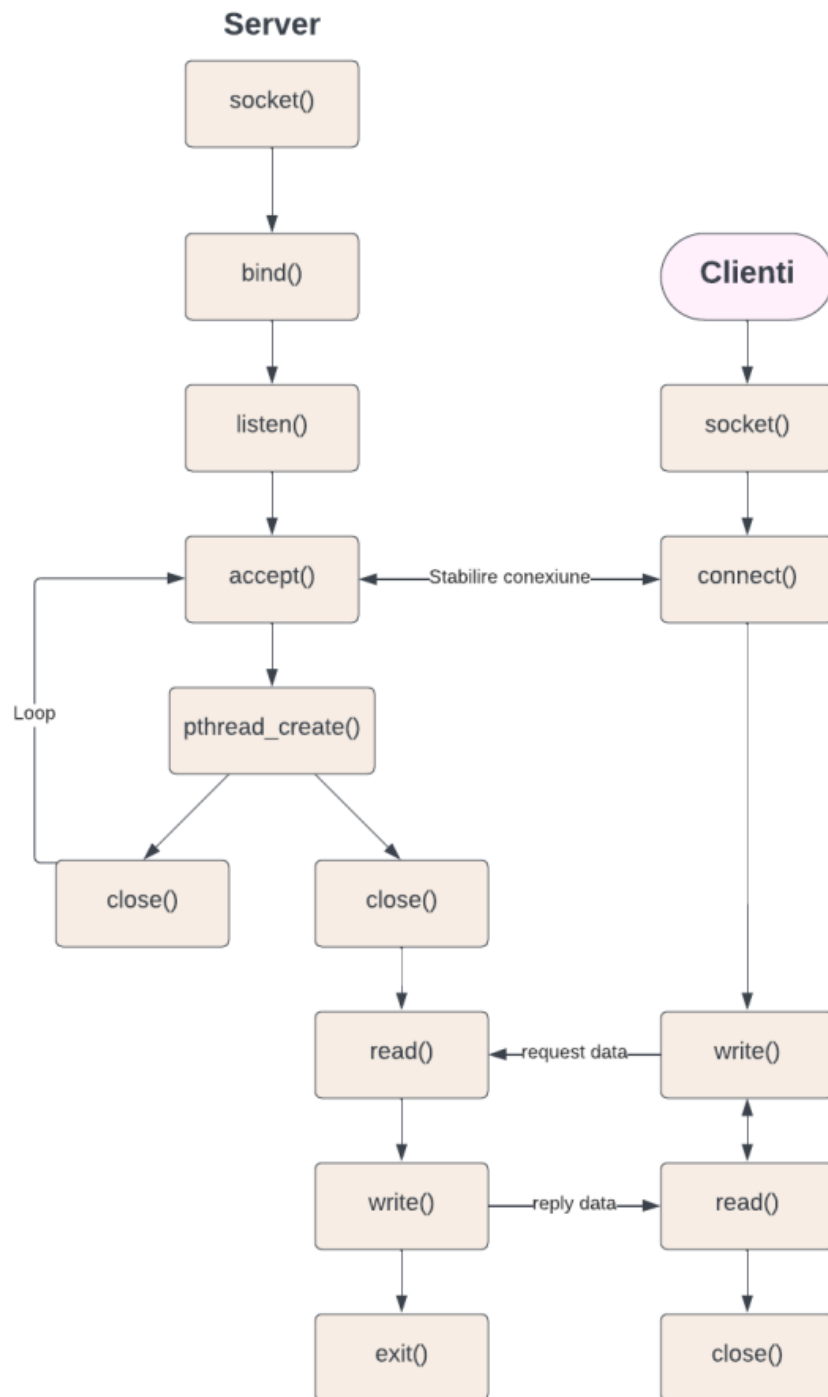 Server
socket()
bind()
Clienti
listen()
socket()
accept()
Stabilire conexiune
connect()
Loop
pthread_create()
close()
close()
read()
request data
write()
write()
reply data
read()
exit()
close()